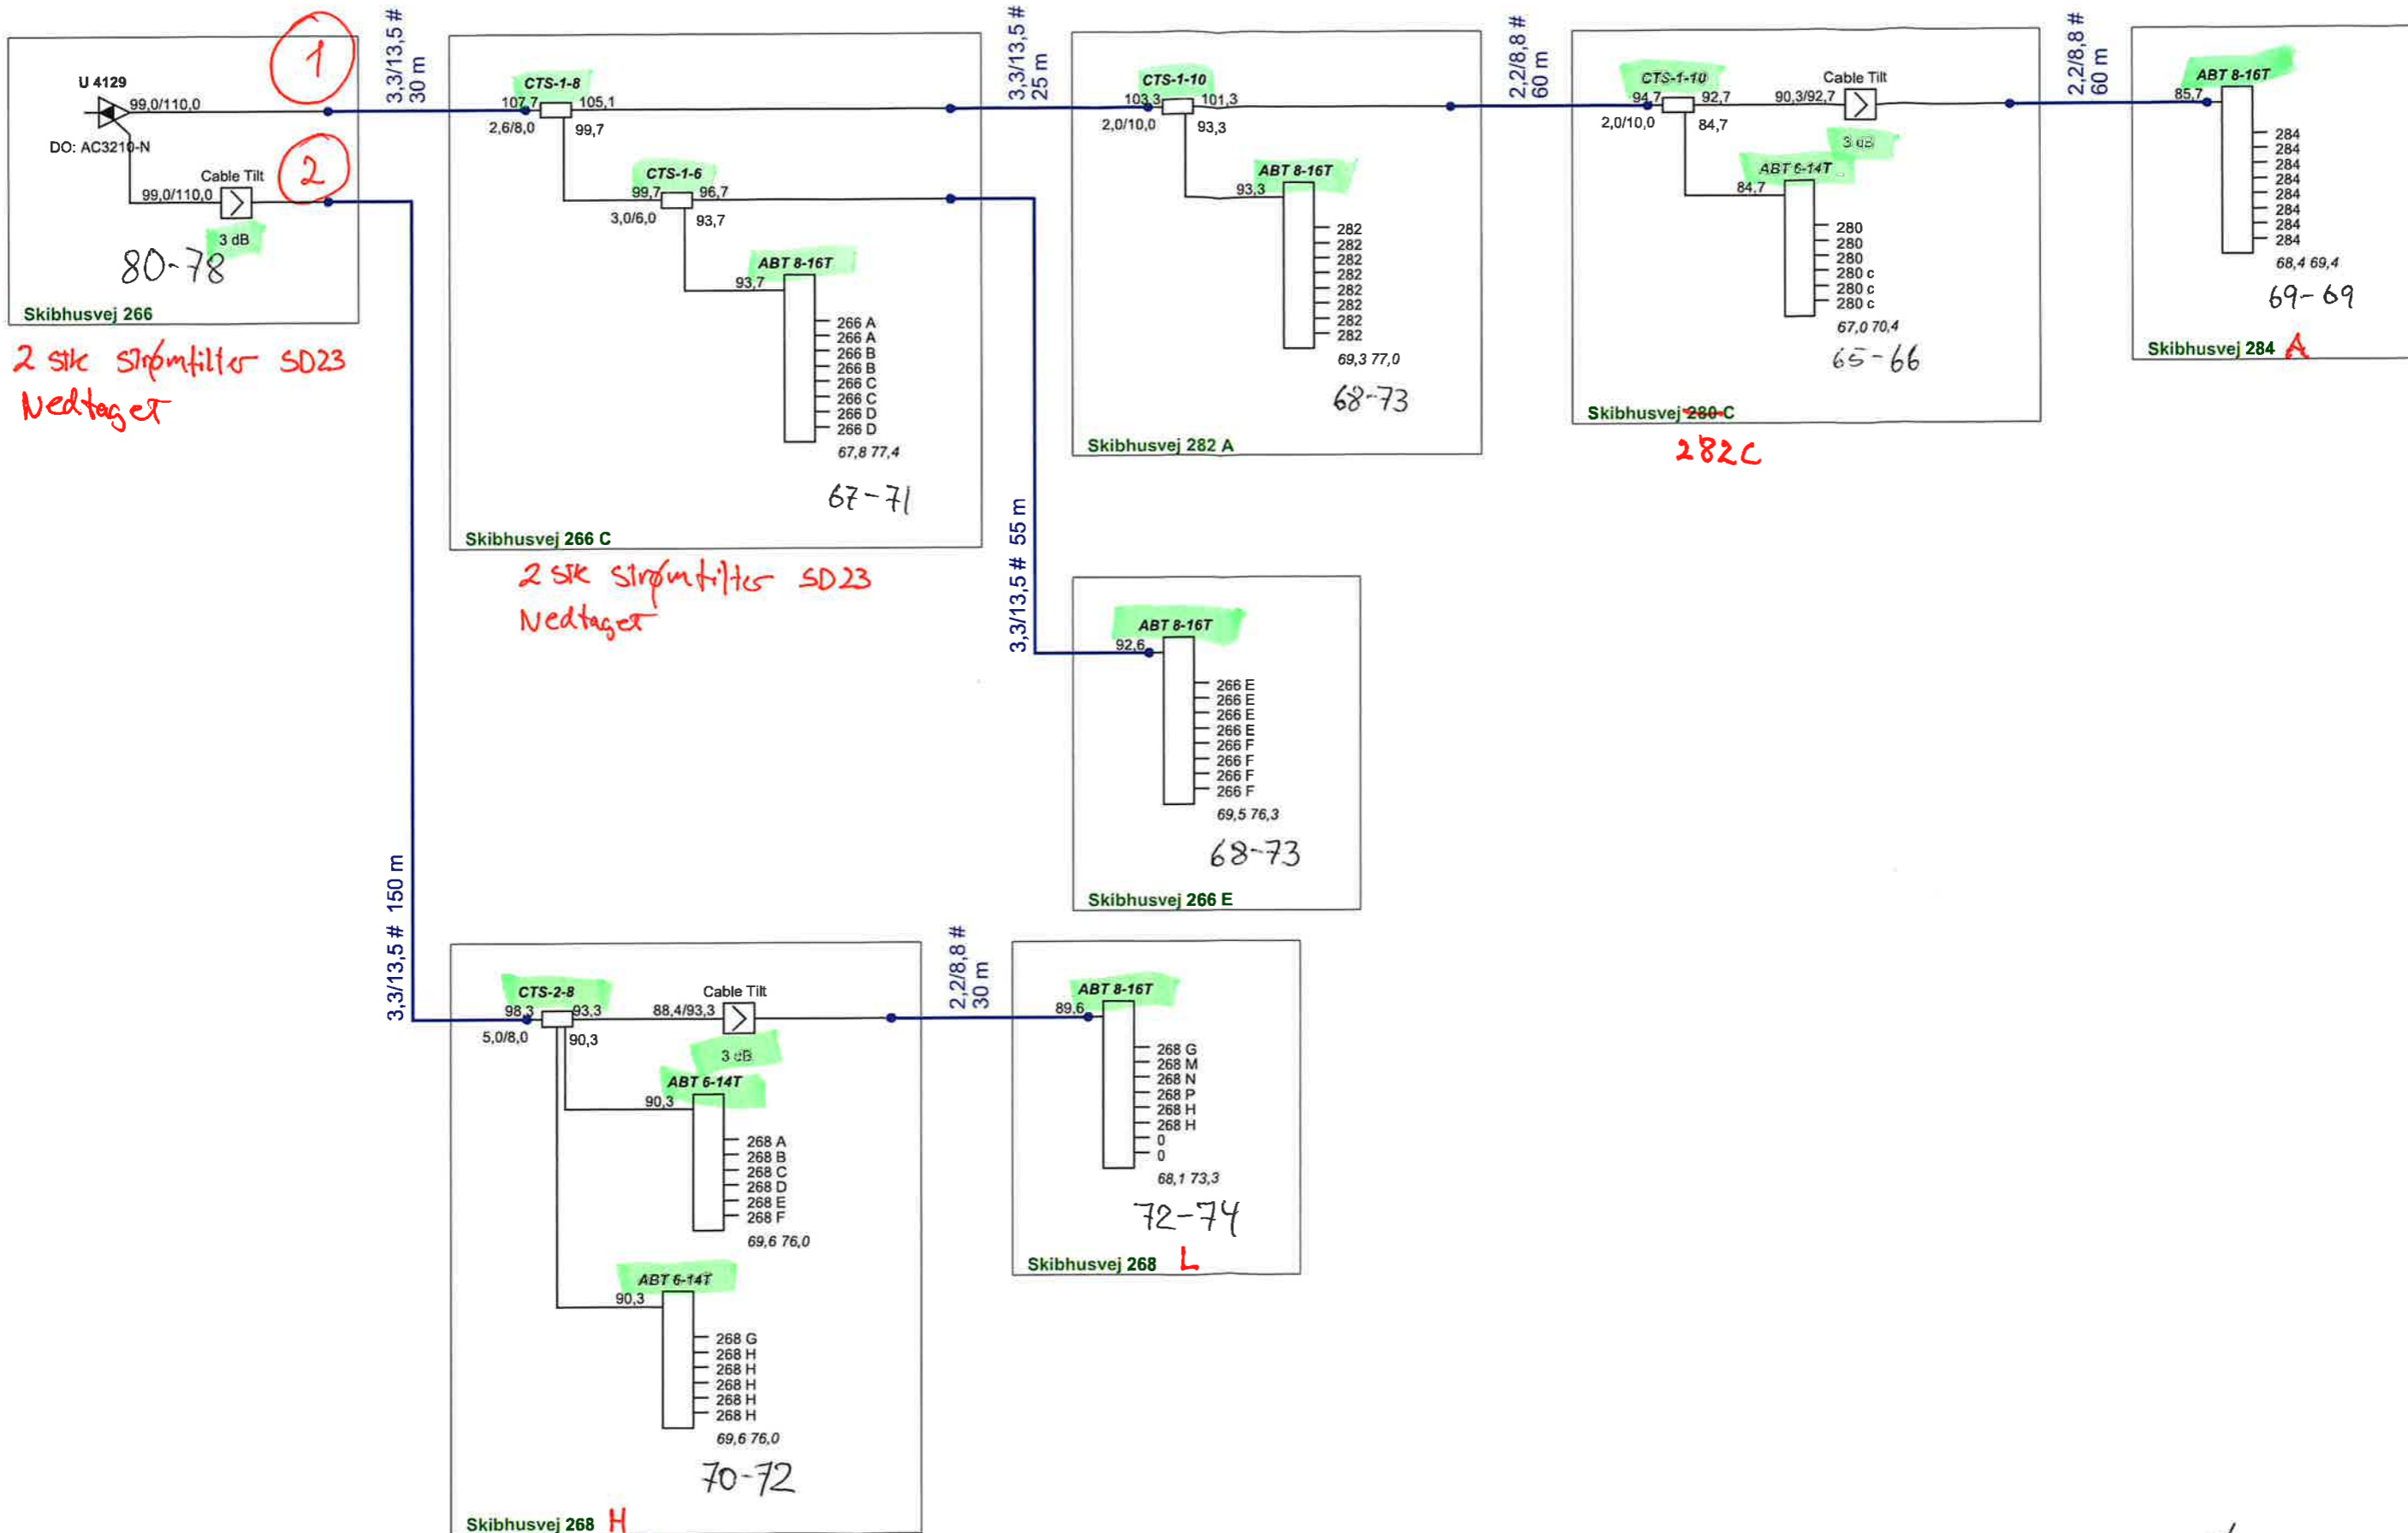 1
U 4129
99,0/110,0
DO: AC3210-N
Cable Tilt
2
99,0/110,0
3 dB
80-78
Skibhusvej 266
2 stk strømfilter SD23
Nedtaget
3,3/13,5 #
30 m
CTS-1-8
107,7
105,1
2,6/8,0
99,7
CTS-1-6
99,7
96,7
3,0/6,0
93,7
ABT 8-16T
93,7
266 A
266 A
266 B
266 B
266 C
266 C
266 D
266 D
67,8 77,4
67-71
Skibhusvej 266 C
2 stk strømfilter SD23
Nedtaget
3,3/13,5 #
25 m
CTS-1-10
103,3
101,3
2,0/10,0
93,3
ABT 8-16T
93,3
282
282
282
282
282
282
282
282
69,3 77,0
68-73
Skibhusvej 282 A
2,2/8,8 #
60 m
CTS-1-10
94,7
92,7
2,0/10,0
84,7
Cable Tilt
90,3/92,7
3 dB
ABT 6-14T
84,7
280
280
280
280 c
280 c
280 c
67,0 70,4
65-66
Skibhusvej 280 C
282C
2,2/8,8 #
60 m
ABT 8-16T
85,7
284
284
284
284
284
284
284
284
68,4 69,4
69-69
Skibhusvej 284 A
3,3/13,5 # 55 m
ABT 8-16T
92,6
266 E
266 E
266 E
266 E
266 F
266 F
266 F
266 F
69,5 76,3
68-73
Skibhusvej 266 E
3,3/13,5 # 150 m
CTS-2-8
98,3
93,3
5,0/8,0
90,3
Cable Tilt
88,4/93,3
3 dB
ABT 6-14T
90,3
268 A
268 B
268 C
268 D
268 E
268 F
69,6 76,0
ABT 6-14T
90,3
268 G
268 H
268 H
268 H
268 H
268 H
69,6 76,0
70-72
Skibhusvej 268 H
2,2/8,8 #
30 m
ABT 8-16T
89,6
268 G
268 M
268 N
268 P
268 H
268 H
0
0
68,1 73,3
72-74
Skibhusvej 268 L